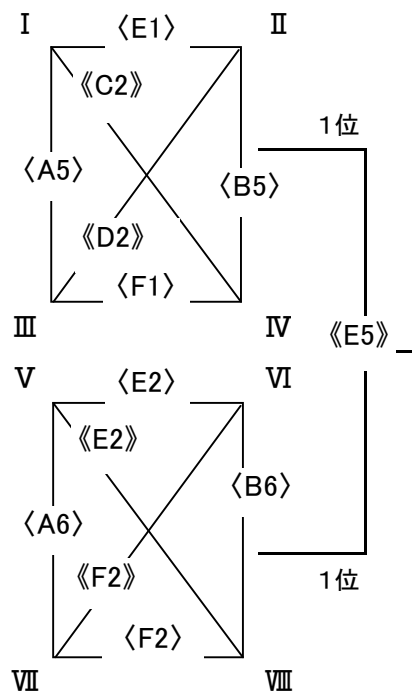 Ⅰ 〈E1〉 Ⅱ
《C2》
1位
〈A5〉 〈B5〉
《D2》
〈F1〉
Ⅲ Ⅳ 《E5》
Ⅴ 〈E2〉 Ⅵ
《E2》
〈B6〉
〈A6〉
《F2》
1位
〈F2〉
Ⅶ Ⅷ